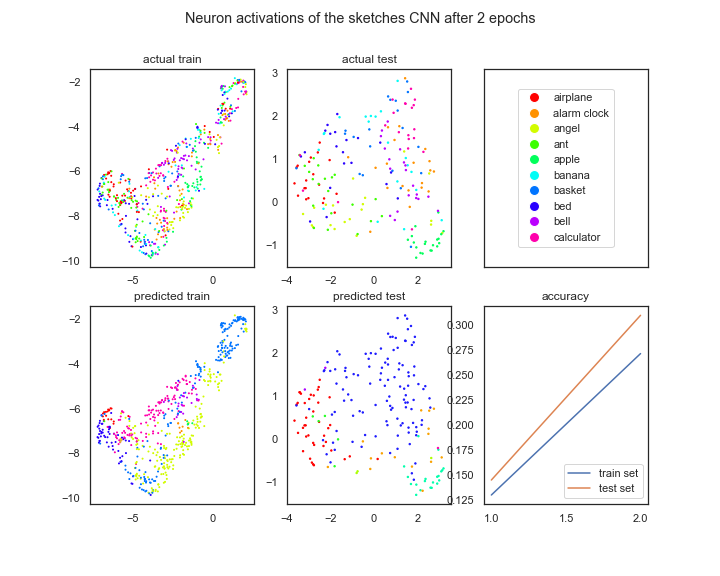 Neuron activations of the sketches CNN after 2 epochs
actual train
−2
−4
−6
−8
−10
−5
0
actual test
3
2
1
0
−1
−4
−2
0
2
airplane
alarm clock
angel
ant
apple
banana
basket
bed
bell
calculator
predicted train
−2
−4
−6
−8
−10
−5
0
predicted test
3
2
1
0
−1
−4
−2
0
2
accuracy
0.300
0.275
0.250
0.225
0.200
0.175
0.150
0.125
train set
test set
1.0
1.5
2.0